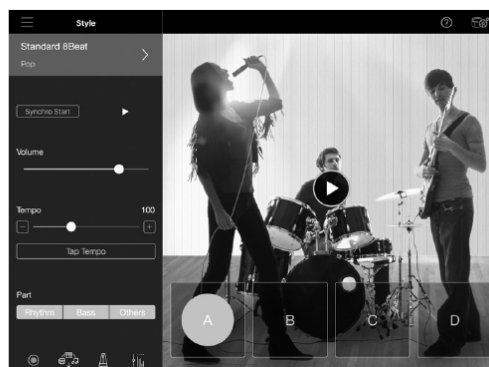 Style
Standard 8Beat
Pop
Synchro Start
Volume
Tempo 100
Tap Tempo
Part
Rhythm Bass Others
A B C D